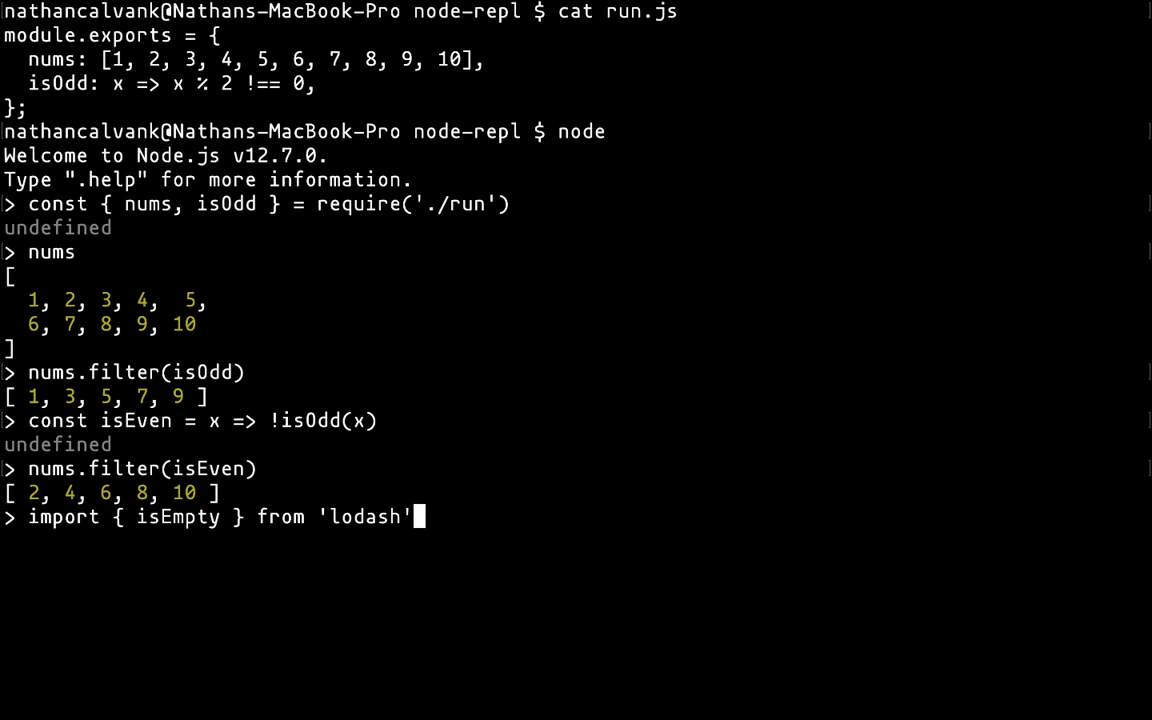 nathancalvank@Nathans-MacBook-Pro node-repl $ cat run.js
module.exports = {
  nums: [1, 2, 3, 4, 5, 6, 7, 8, 9, 10],
  isOdd: x => x % 2 !== 0,
};
nathancalvank@Nathans-MacBook-Pro node-repl $ node
Welcome to Node.js v12.7.0.
Type ".help" for more information.
> const { nums, isOdd } = require('./run')
undefined
> nums
[
  1, 2, 3, 4,  5,
  6, 7, 8, 9, 10
]
> nums.filter(isOdd)
[ 1, 3, 5, 7, 9 ]
> const isEven = x => !isOdd(x)
undefined
> nums.filter(isEven)
[ 2, 4, 6, 8, 10 ]
> import { isEmpty } from 'lodash'